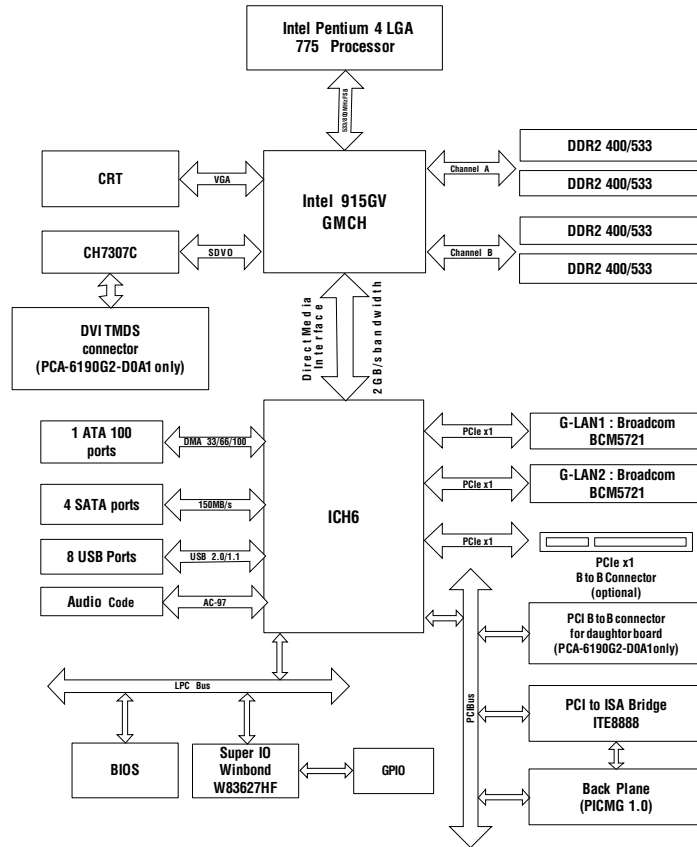 Intel Pentium 4 LGA
775 Processor
533/800MHz FSB
CRT
VGA
Intel 915GV
GMCH
Channel A
DDR2 400/533
DDR2 400/533
CH7307C
SDVO
Channel B
DDR2 400/533
DDR2 400/533
DVI TMDS
connector
(PCA-6190G2-D0A1 only)
Direct Media
Interface
2GB/s bandwidth
1 ATA 100
ports
DMA 33/66/100
4 SATA ports
150MB/s
8 USB Ports
USB 2.0/1.1
Audio Code
AC-97
ICH6
PCIe x1
G-LAN1 : Broadcom
BCM5721
PCIe x1
G-LAN2 : Broadcom
BCM5721
PCIe x1
PCIe x1
B to B Connector
(optional)
PCI B to B connector
for daughtor board
(PCA-6190G2-D0A1 only)
PCI Bus
PCI to ISA Bridge
ITE8888
Back Plane
(PICMG 1.0)
LPC Bus
BIOS
Super IO
Winbond
W83627HF
GPIO